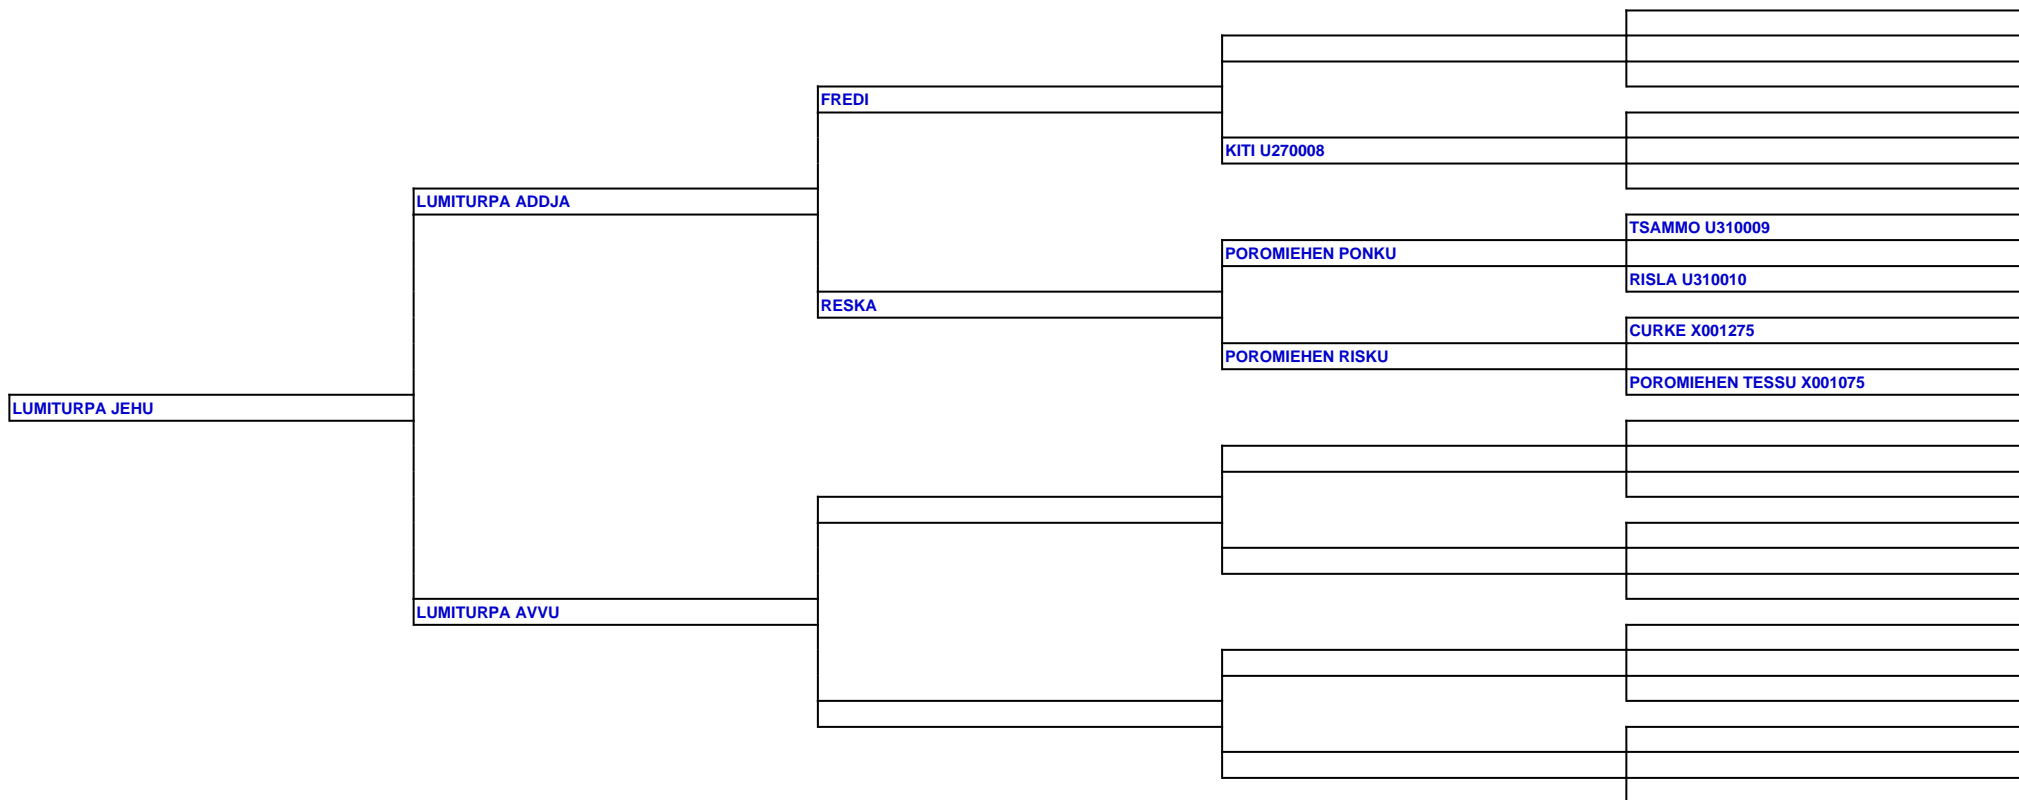 FREDI
KITI U270008
LUMITURPA ADDJA
TSAMMO U310009
POROMIEHEN PONKU
RISLA U310010
RESKA
CURKE X001275
POROMIEHEN RISKU
POROMIEHEN TESSU X001075
LUMITURPA JEHU
LUMITURPA AVVU